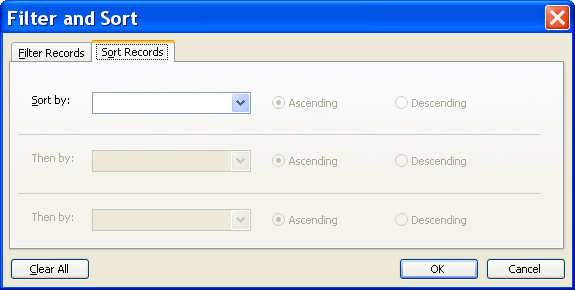 Filter and Sort
Filter Records Sort Records
Sort by: Ascending Descending
Then by: Ascending Descending
Then by: Ascending Descending
Clear All OK Cancel